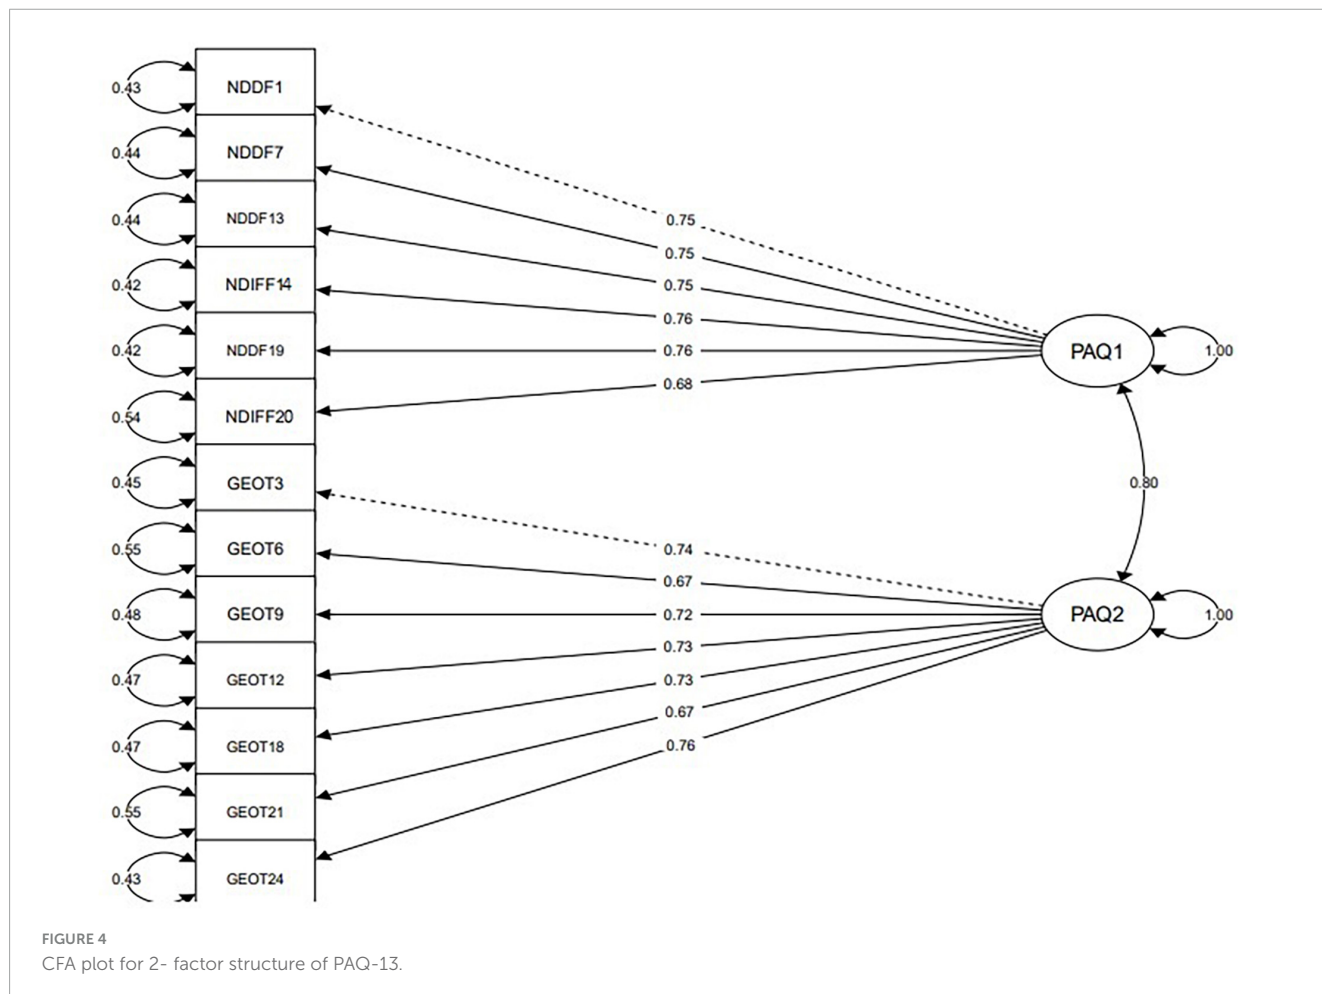 0.43 NDDF1
0.44 NDDF7
0.44 NDDF13 0.75
0.75
0.42 NDIFF14 0.75
0.76
0.42 NDDF19 0.76 PAQ1 1.00
0.68
0.54 NDIFF20
0.45 GEOT3 0.80
0.55 GEOT6 0.74
0.67
0.48 GEOT9 0.72 PAQ2 1.00
0.73
0.47 GEOT12 0.73
0.67
0.47 GEOT18 0.76
0.55 GEOT21
0.43 GEOT24
FIGURE 4
CFA plot for 2- factor structure of PAQ-13.